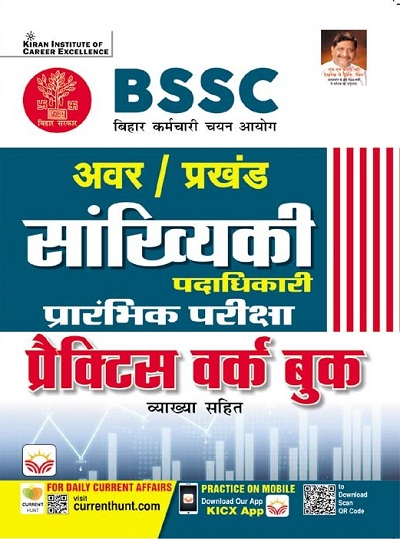 KIRAN INSTITUTE OF
CAREER EXCELLENCE
BSSC
बिहार कर्मचारी चयन आयोग
बिहार सरकार
अवर / प्रखंड
सांख्यिकी
पदाधिकारी
प्रारंभिक परीक्षा
प्रैक्टिस वर्क बुक
व्याख्या सहित
CURRENT
HUNT
FOR DAILY CURRENT AFFAIRS
visit
currenthunt.com
PRACTICE ON MOBILE
Download Our App
KICX App
to
Download
Scan
QR Code